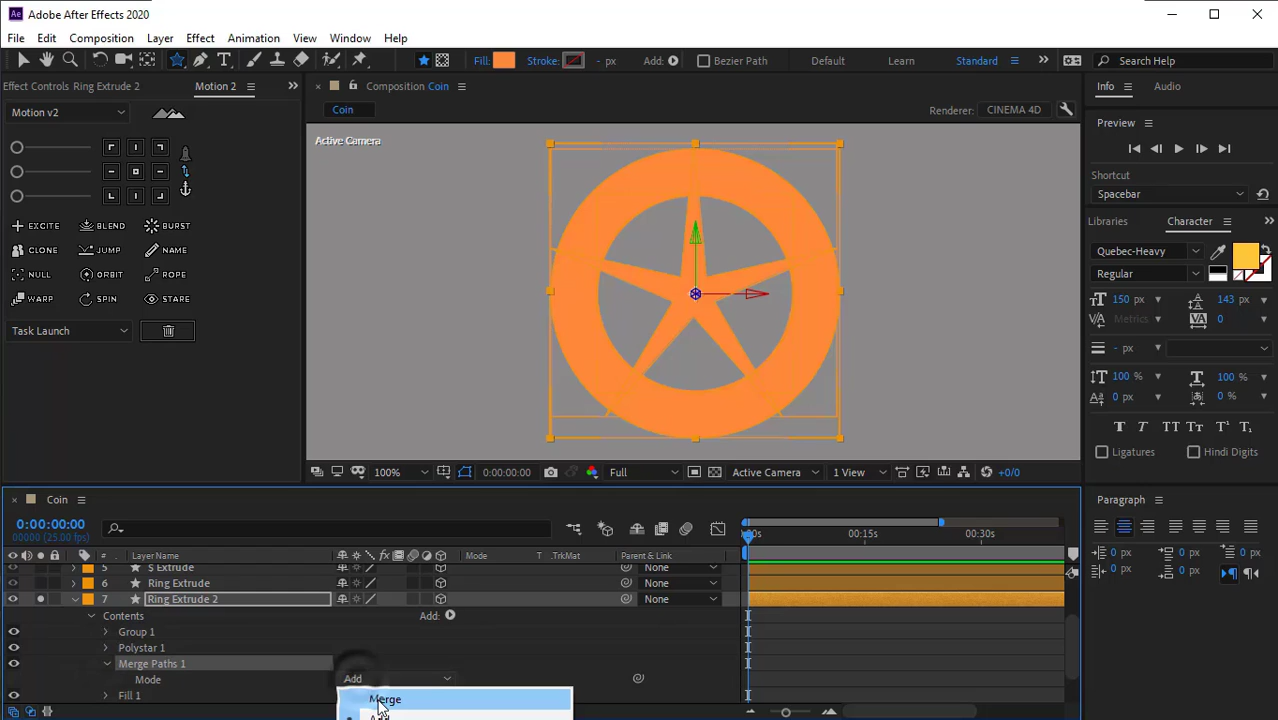 Ae Adobe After Effects 2020
File Edit Composition Layer Effect Animation View Window Help
Fill: Stroke: - px Add: Bezier Path Default Learn Standard Search Help
Effect Controls Ring Extrude 2 Motion 2
Composition Coin
Info Audio
Motion v2
Coin
Renderer: CINEMA 4D
Preview
Active Camera
Shortcut
Spacebar
Libraries Character
EXCITE BLEND BURST
CLONE JUMP NAME
NULL ORBIT ROPE
WARP SPIN STARE
Task Launch
Quebec-Heavy
Regular
150 px 143 px
Metrics 0
- px
100 % 100 %
0 px 0 %
Ligatures Hindi Digits
100% 0:00:00:00 Full Active Camera 1 View +0/0
Coin
Paragraph
0:00:00:00
00000 (25.00 fps)
:00s 00:15s 00:30s
0 px 0 px 0 px
0 px 0 px
# Layer Name Mode T .TrkMat Parent & Link
5 S Extrude None
6 Ring Extrude None
7 Ring Extrude 2 None
Contents Add:
Group 1
Polystar 1
Merge Paths 1
Mode Add
Fill 1
Merge